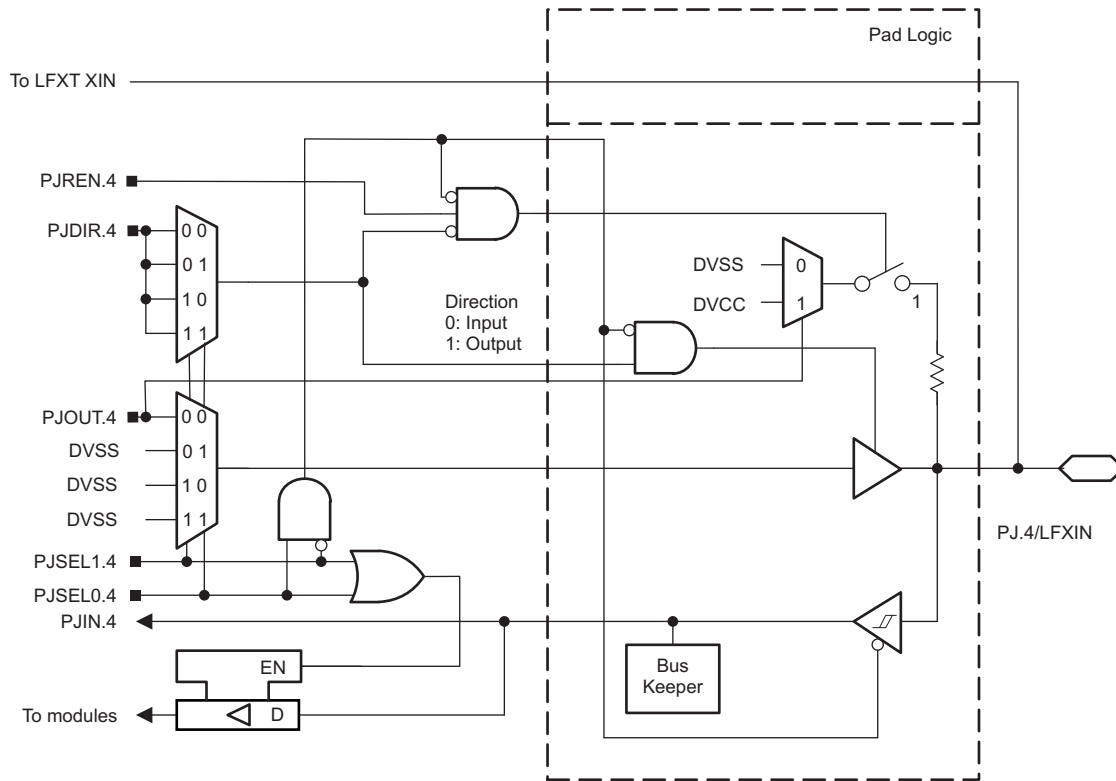 Pad Logic
To LFXT XIN
PJREN.4
PJDIR.4
0 0
0 1
1 0
1 1
Direction
0: Input
1: Output
DVSS
0
DVCC
1
1
PJOUT.4
0 0
DVSS
0 1
DVSS
1 0
DVSS
1 1
PJ.4/LFXIN
PJSEL1.4
PJSEL0.4
PJIN.4
Bus
Keeper
EN
To modules
D